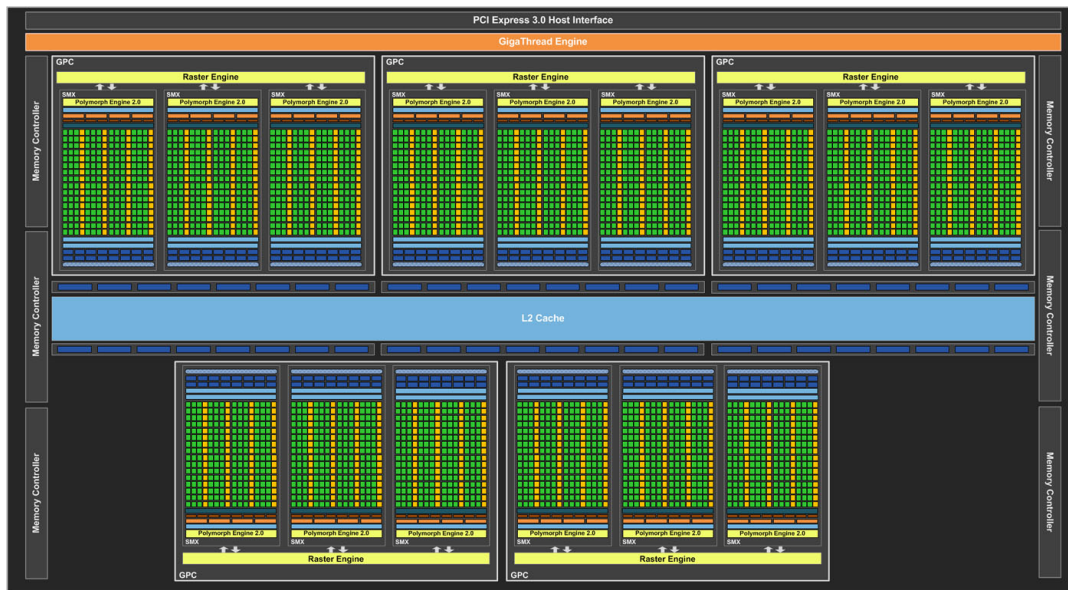 PCI Express 3.0 Host Interface
GigaThread Engine
Memory Controller
Memory Controller
Memory Controller
GPC
Raster Engine
SMX
Polymorph Engine 2.0
SMX
Polymorph Engine 2.0
SMX
Polymorph Engine 2.0
GPC
Raster Engine
SMX
Polymorph Engine 2.0
SMX
Polymorph Engine 2.0
SMX
Polymorph Engine 2.0
GPC
Raster Engine
SMX
Polymorph Engine 2.0
SMX
Polymorph Engine 2.0
SMX
Polymorph Engine 2.0
Memory Controller
Memory Controller
Memory Controller
L2 Cache
Polymorph Engine 2.0
SMX
Polymorph Engine 2.0
SMX
Polymorph Engine 2.0
SMX
Raster Engine
GPC
Polymorph Engine 2.0
SMX
Polymorph Engine 2.0
SMX
Polymorph Engine 2.0
SMX
Raster Engine
GPC